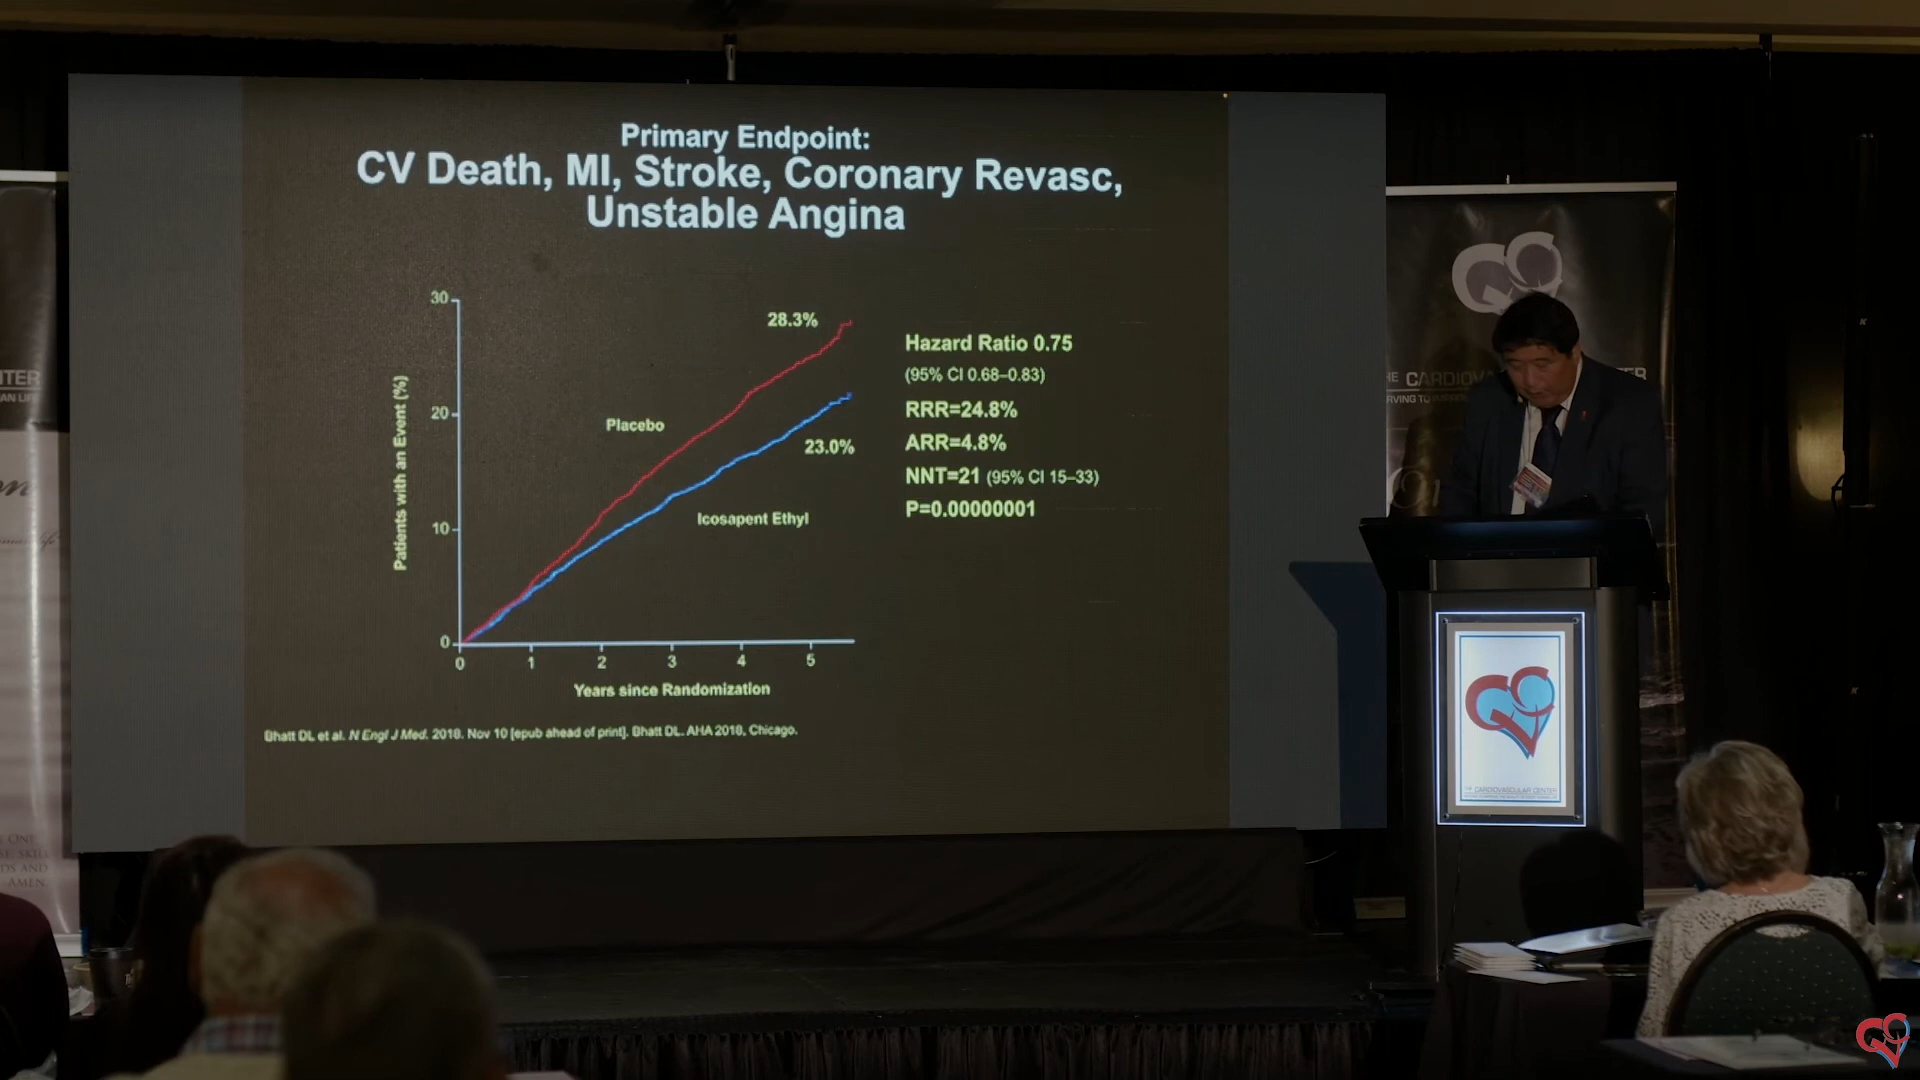 Primary Endpoint:
CV Death, MI, Stroke, Coronary Revasc,
Unstable Angina
30
20
10
0
Patients with an Event (%)
28.3%
Placebo
23.0%
Icosapent Ethyl
0 1 2 3 4 5
Years since Randomization
Hazard Ratio 0.75
(95% CI 0.68–0.83)
RRR=24.8%
ARR=4.8%
NNT=21 (95% CI 15–33)
P=0.00000001
Bhatt DL et al. N Engl J Med. 2018. Nov 10 [epub ahead of print]. Bhatt DL. AHA 2018, Chicago.
THE CARDIOVASCULAR CENTER